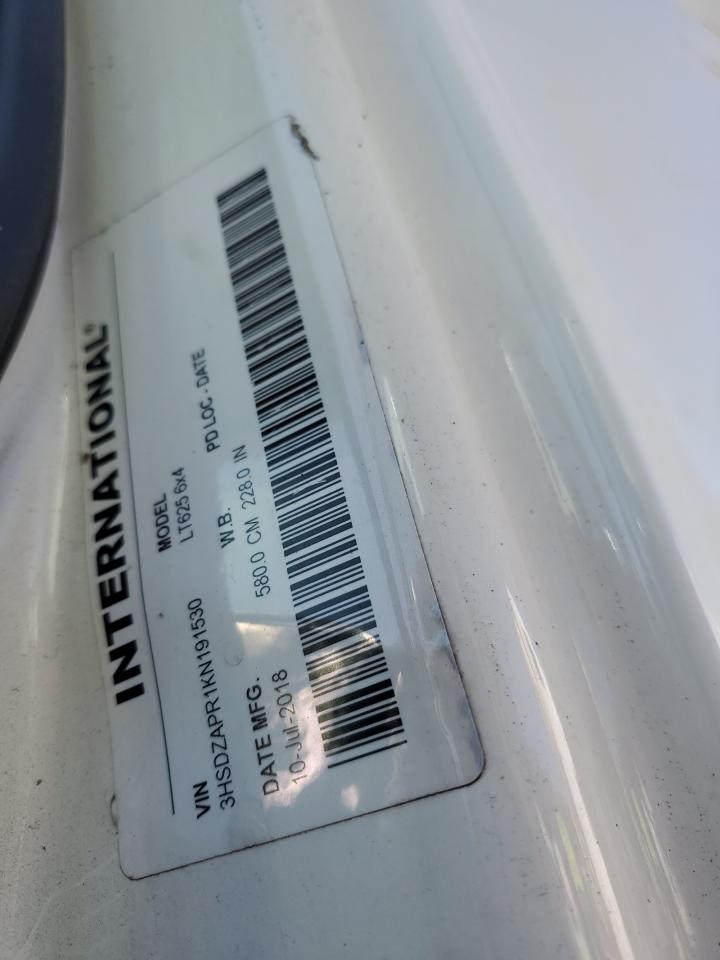 INTERNATIONAL®
VIN MODEL
3HSDZAPR1KN191530 LT625 6x4
DATE MFG. W.B. PD LOC - DATE
10-Jul-2018 580.0 CM 228.0 IN